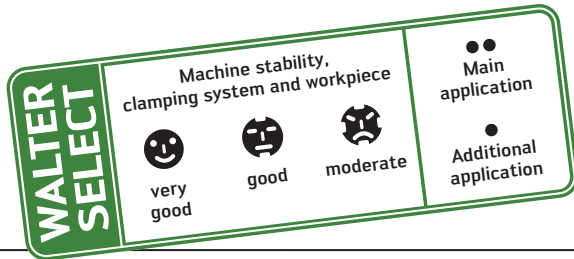 WALTER
SELECT
Machine stability,
clamping system and workpiece
very
good
good
moderate
●●
Main
application
●
Additional
application